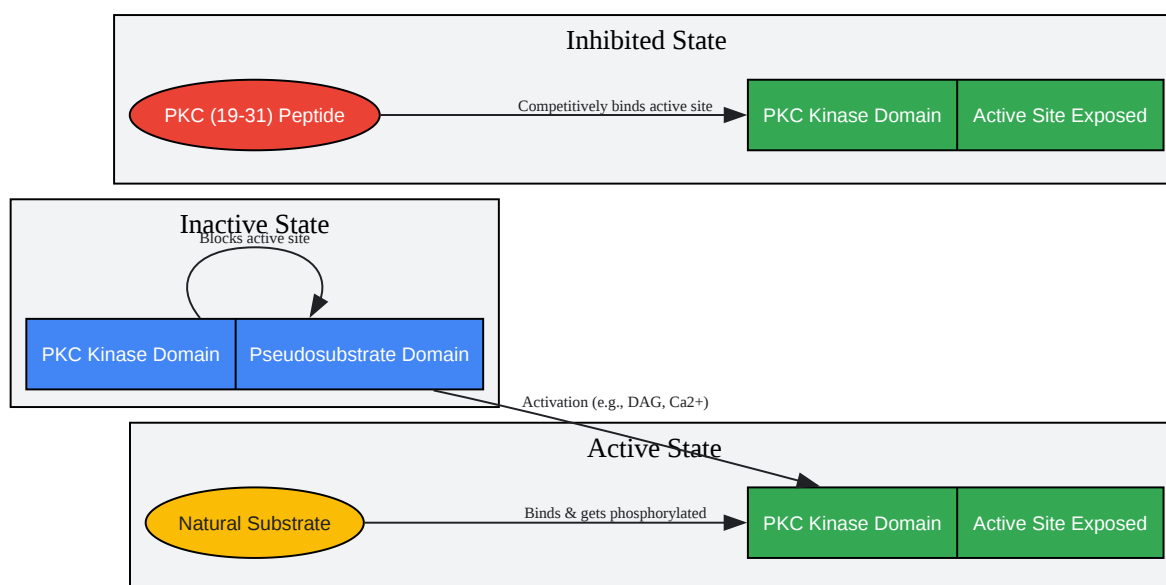 Inhibited State
PKC (19-31) Peptide
Competitively binds active site
PKC Kinase Domain
Active Site Exposed
Inactive State
Blocks active site
PKC Kinase Domain
Pseudosubstrate Domain
Activation (e.g., DAG, Ca2+)
Active State
Natural Substrate
Binds & gets phosphorylated
PKC Kinase Domain
Active Site Exposed